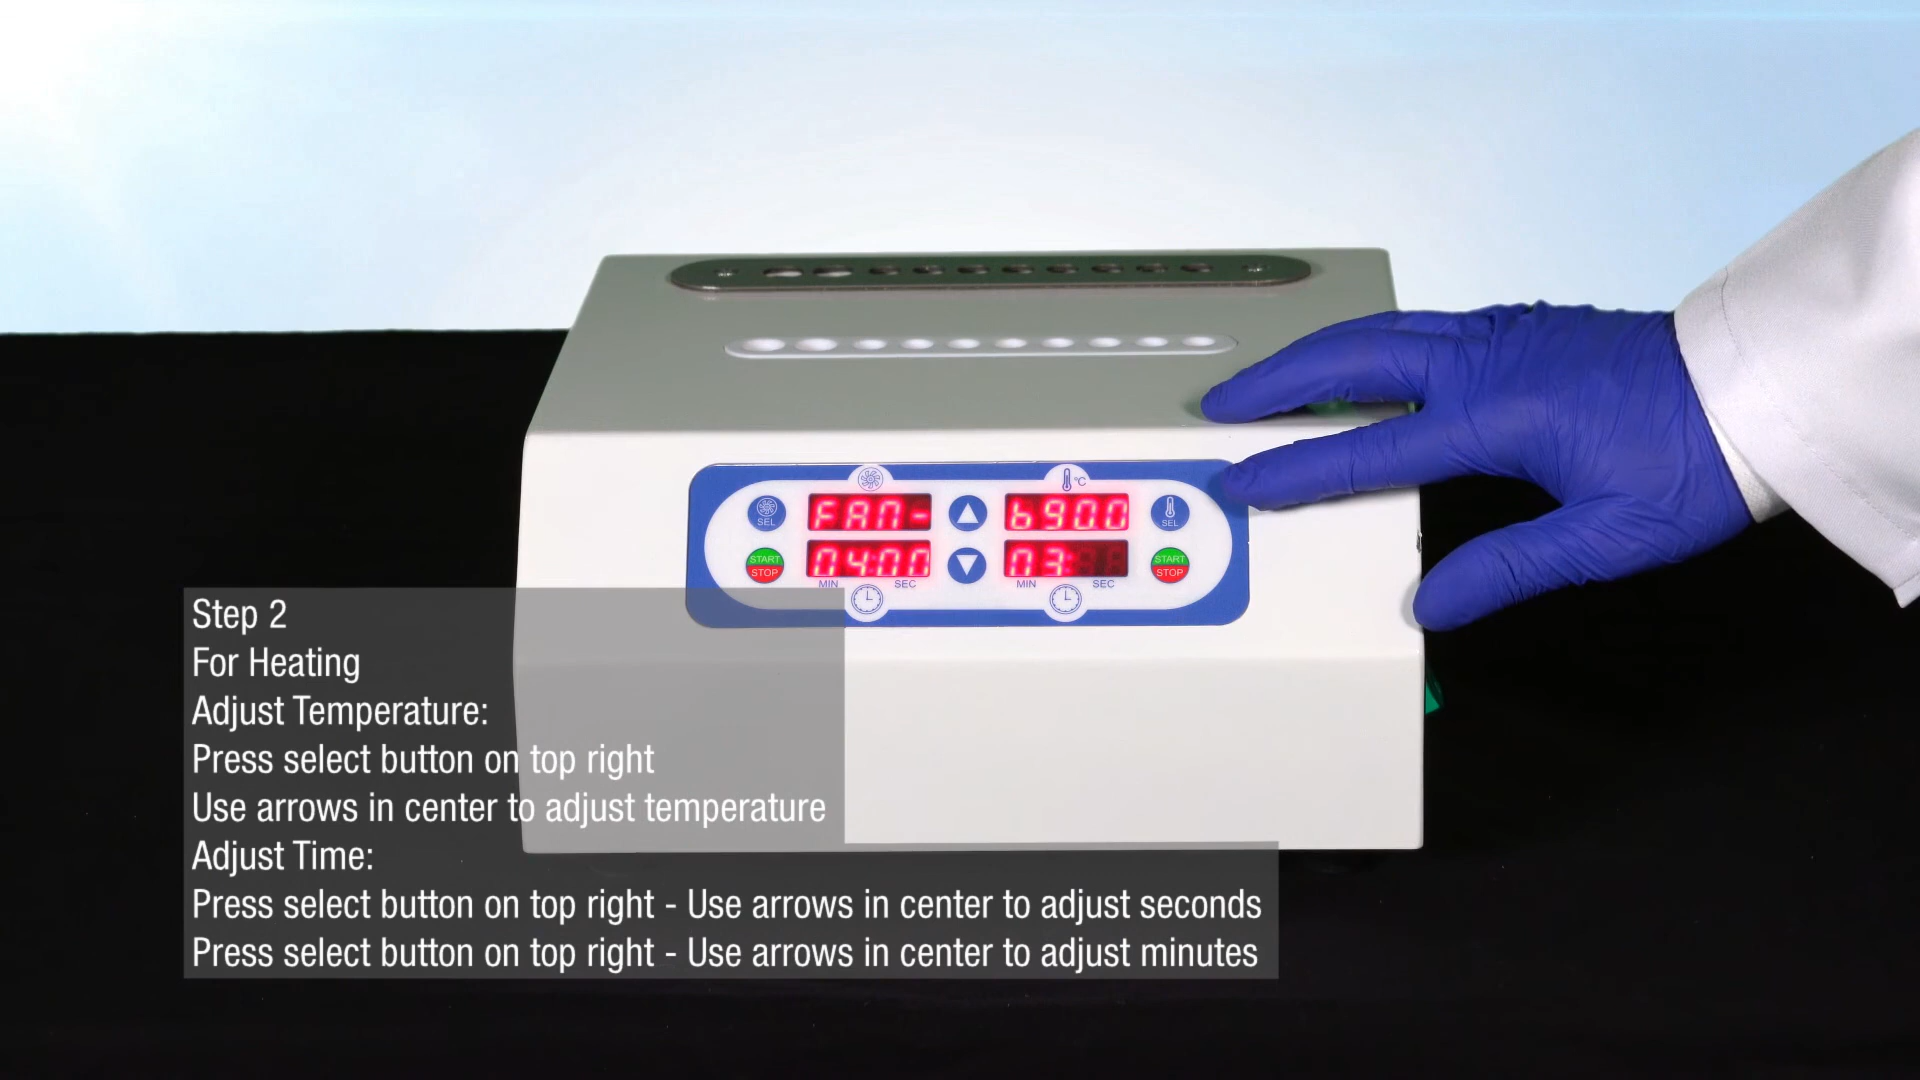 °C
FAN-
b90.0
SEL
SEL
START
STOP
04:00
03:
START
STOP
MIN
SEC
MIN
SEC
Step 2
For Heating
Adjust Temperature:
Press select button on top right
Use arrows in center to adjust temperature
Adjust Time:
Press select button on top right - Use arrows in center to adjust seconds
Press select button on top right - Use arrows in center to adjust minutes